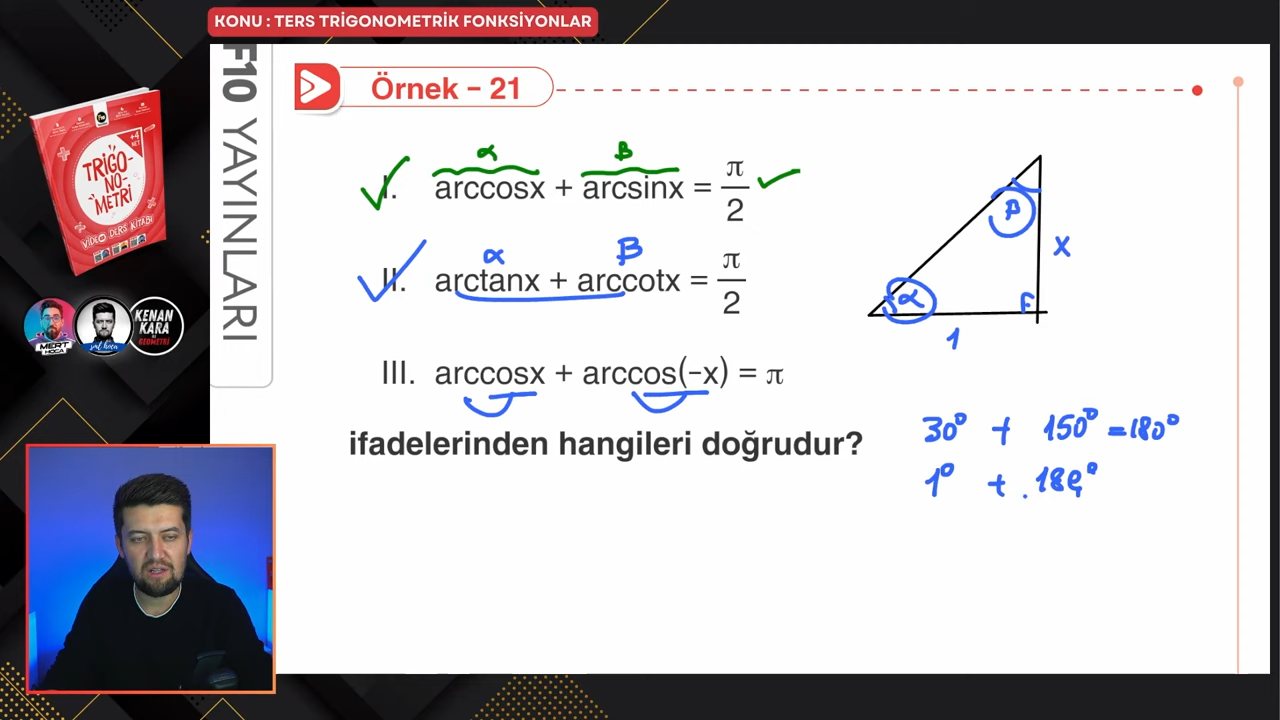 KONU : TERS TRİGONOMETRİK FONKSİYONLAR
F10 YAYINLARI
Örnek – 21
+4 NET
TRİGO-
NO-
METRİ
VİDEO DERS KİTABI
MERT HOCA
KENAN KARA
GEOMETRİ
α β
I. arccosx + arcsinx = π/2
α β
II. arctanx + arccotx = π/2
III. arccosx + arccos(−x) = π
ifadelerinden hangileri doğrudur?
β
x
α
1
30° + 150° = 180°
1° +